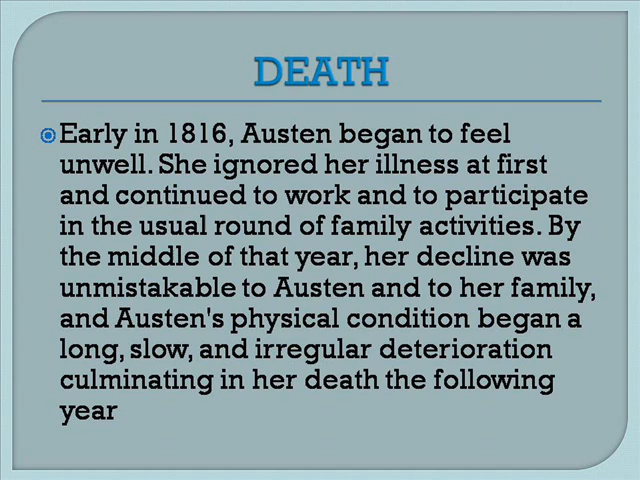 DEATH
Early in 1816, Austen began to feel
unwell. She ignored her illness at first
and continued to work and to participate
in the usual round of family activities. By
the middle of that year, her decline was
unmistakable to Austen and to her family,
and Austen's physical condition began a
long, slow, and irregular deterioration
culminating in her death the following
year